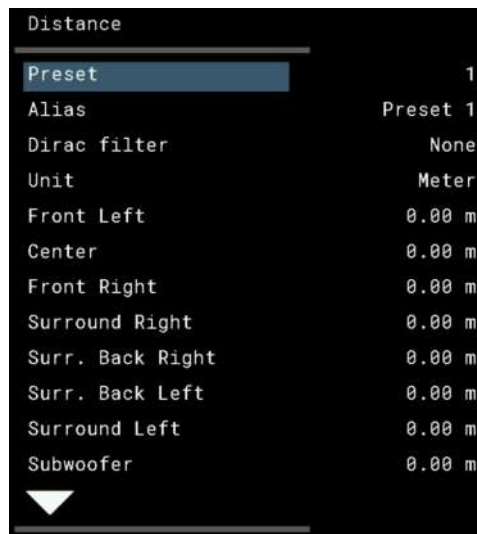 Distance
Preset 1
Alias Preset 1
Dirac filter None
Unit Meter
Front Left 0.00 m
Center 0.00 m
Front Right 0.00 m
Surround Right 0.00 m
Surr. Back Right 0.00 m
Surr. Back Left 0.00 m
Surround Left 0.00 m
Subwoofer 0.00 m